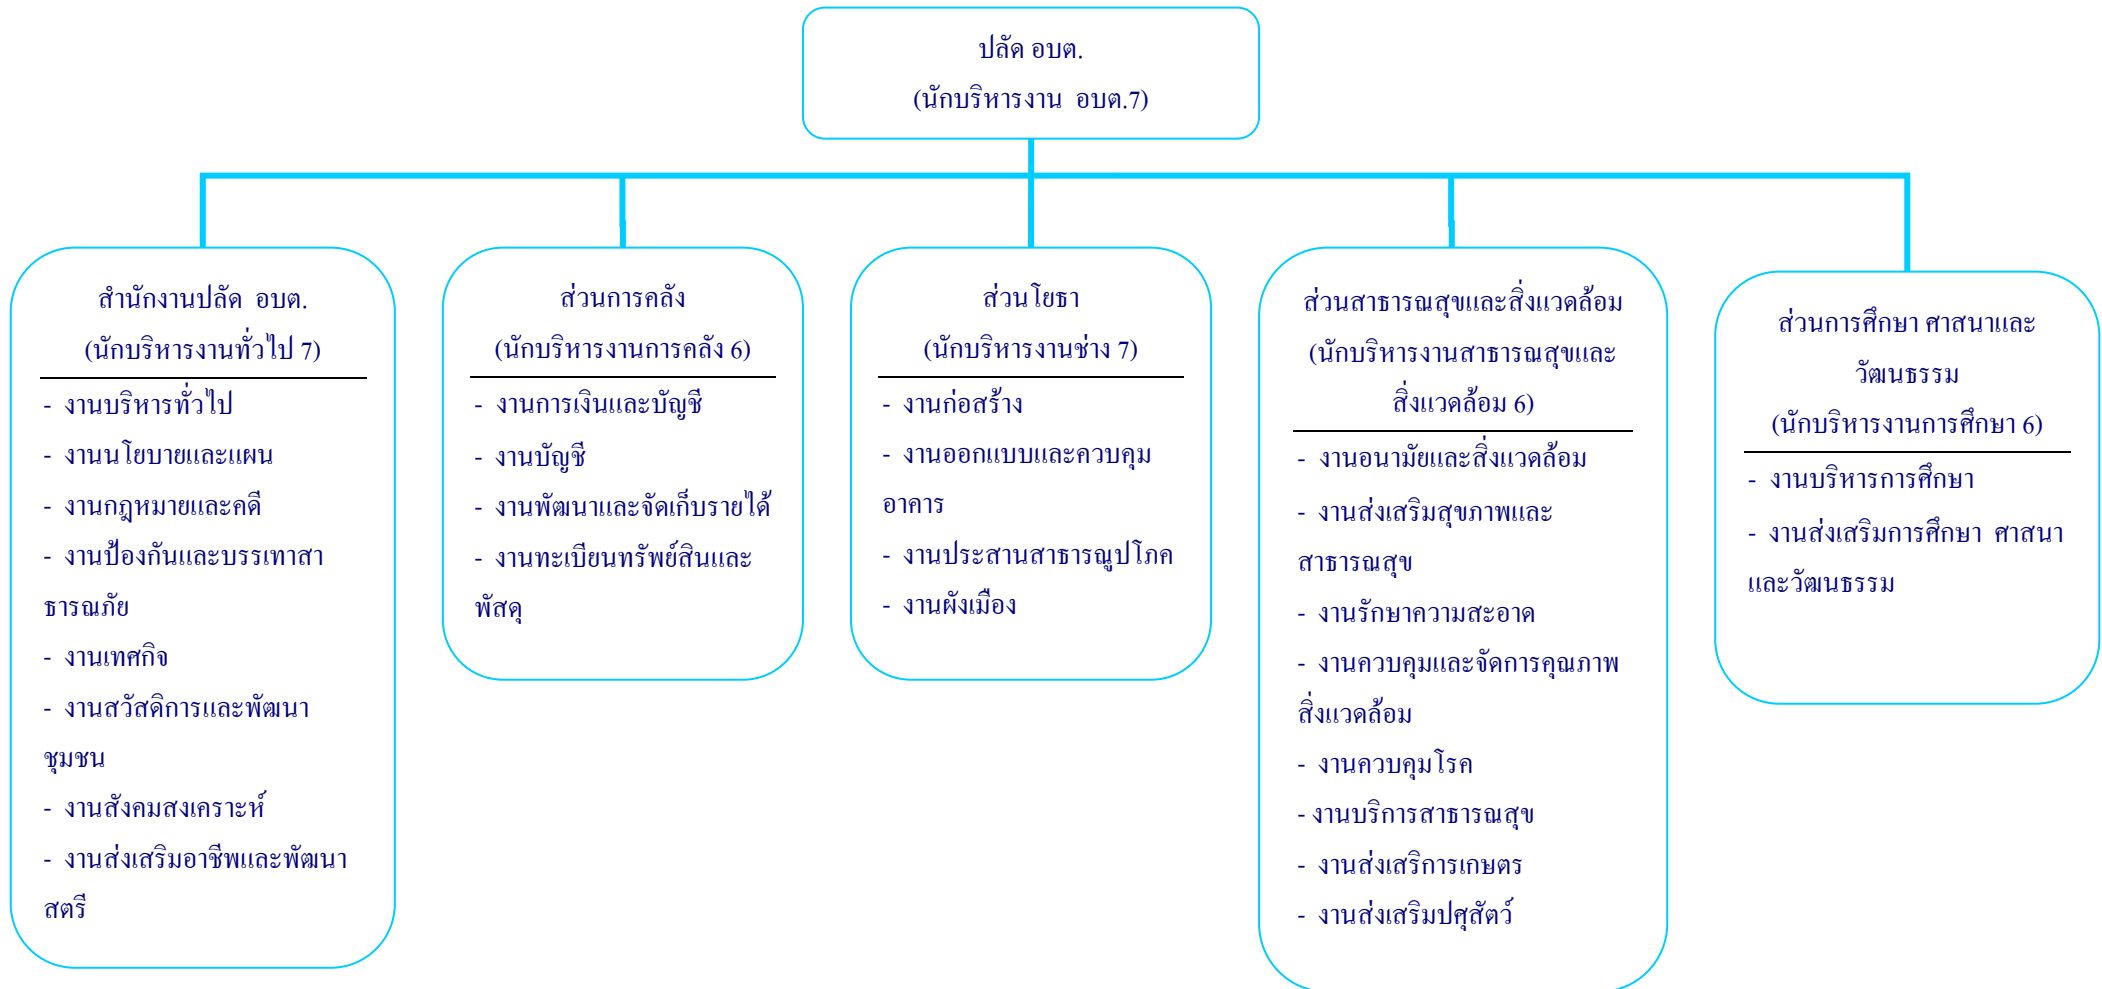 ปลัด อบต.
(นักบริหารงาน อบต.7)
สำนักงานปลัด อบต.
(นักบริหารงานทั่วไป 7)
- งานบริหารทั่วไป
- งานนโยบายและแผน
- งานกฎหมายและคดี
- งานป้องกันและบรรเทาสา
ธารณภัย
- งานเทศกิจ
- งานสวัสดิการและพัฒนา
ชุมชน
- งานสังคมสงเคราะห์
- งานส่งเสริมอาชีพและพัฒนา
สตรี
ส่วนการคลัง
(นักบริหารงานการคลัง 6)
- งานการเงินและบัญชี
- งานบัญชี
- งานพัฒนาและจัดเก็บรายได้
- งานทะเบียนทรัพย์สินและ
พัสดุ
ส่วนโยธา
(นักบริหารงานช่าง 7)
- งานก่อสร้าง
- งานออกแบบและควบคุม
อาคาร
- งานประสานสาธารณูปโภค
- งานผังเมือง
ส่วนสาธารณสุขและสิ่งแวดล้อม
(นักบริหารงานสาธารณสุขและ
สิ่งแวดล้อม 6)
- งานอนามัยและสิ่งแวดล้อม
- งานส่งเสริมสุขภาพและ
สาธารณสุข
- งานรักษาความสะอาด
- งานควบคุมและจัดการคุณภาพ
สิ่งแวดล้อม
- งานควบคุมโรค
- งานบริการสาธารณสุข
- งานส่งเสริการเกษตร
- งานส่งเสริมปศุสัตว์
ส่วนการศึกษา ศาสนาและ
วัฒนธรรม
(นักบริหารงานการศึกษา 6)
- งานบริหารการศึกษา
- งานส่งเสริมการศึกษา ศาสนา
และวัฒนธรรม